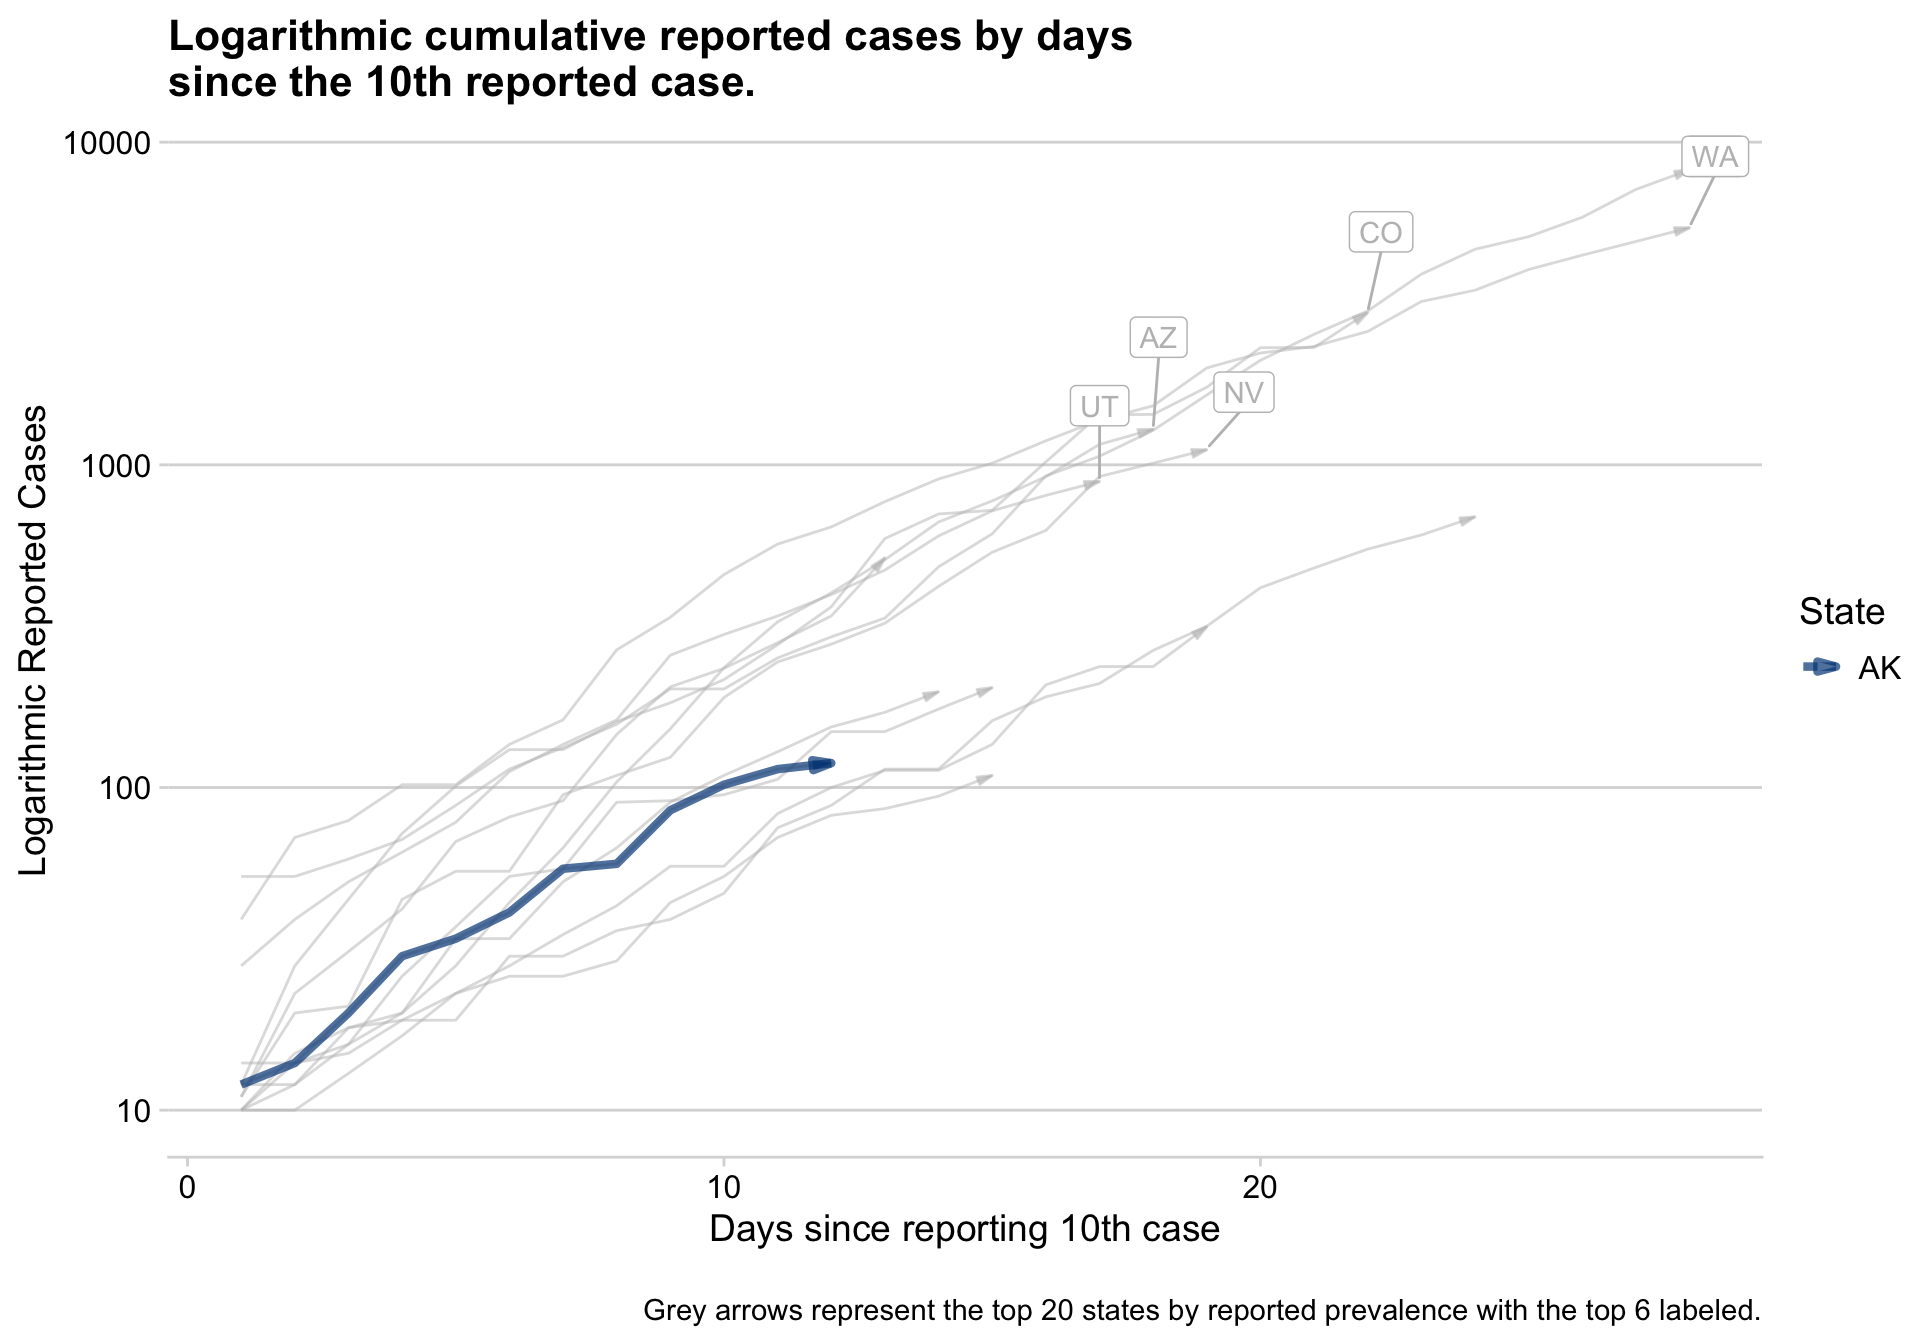 Logarithmic cumulative reported cases by days
since the 10th reported case.
10000
1000
100
10
Logarithmic Reported Cases
WA
CO
AZ
NV
UT
State
AK
0
10
20
Days since reporting 10th case
Grey arrows represent the top 20 states by reported prevalence with the top 6 labeled.